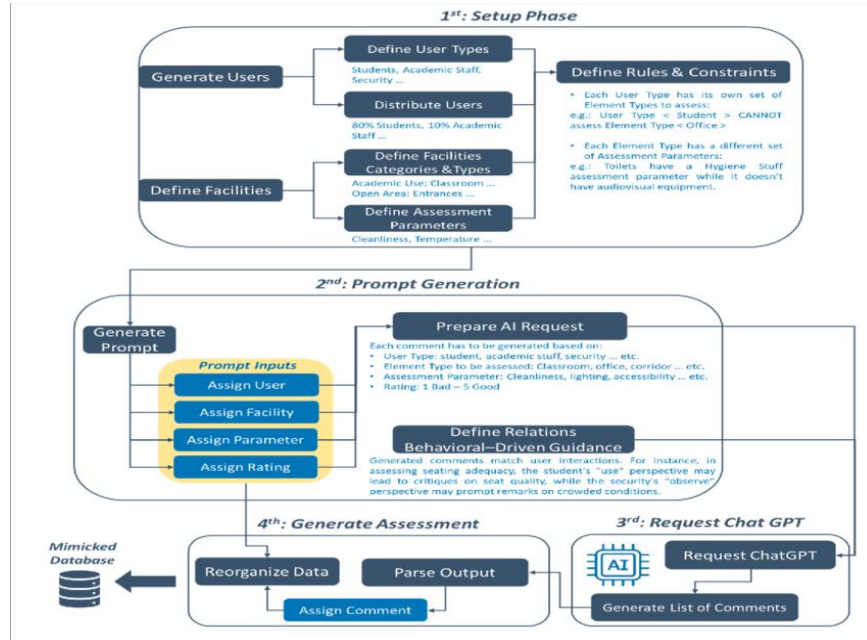 1st: Setup Phase
Generate Users
Define User Types
Students, Academic Staff,
Security ...
Distribute Users
80% Students, 10% Academic
Staff ...
Define Facilities
Define Facilities
Categories &Types
Academic Use: Classroom ...
Open Area: Entrances ...
Define Assessment
Parameters
Cleanliness, Temperature ...
Define Rules & Constraints
• Each User Type has its own set of
Element Types to assess:
e.g.: User Type < Student > CANNOT
assess Element Type < Office >
• Each Element Type has a different set
of Assessment Parameters:
e.g.: Toilets have a Hygiene Stuff
assessment parameter while it doesn't
have audiovisual equipment.
2nd: Prompt Generation
Generate
Prompt
Prompt Inputs
Assign User
Assign Facility
Assign Parameter
Assign Rating
Prepare AI Request
Each comment has to be generated based on:
• User Type: student, academic stuff, security ... etc.
• Element Type to be assessed: Classroom, office, corridor ... etc.
• Assessment Parameter: Cleanliness, lighting, accessibility ... etc.
• Rating: 1 Bad – 5 Good
Define Relations
Behavioral–Driven Guidance
Generated comments match user interactions. For instance, in
assessing seating adequacy, the student's "use" perspective may
lead to critiques on seat quality, while the security's "observe"
perspective may prompt remarks on crowded conditions.
3rd: Request Chat GPT
AI
Request ChatGPT
Generate List of Comments
4th: Generate Assessment
Parse Output
Assign Comment
Reorganize Data
Mimicked
Database